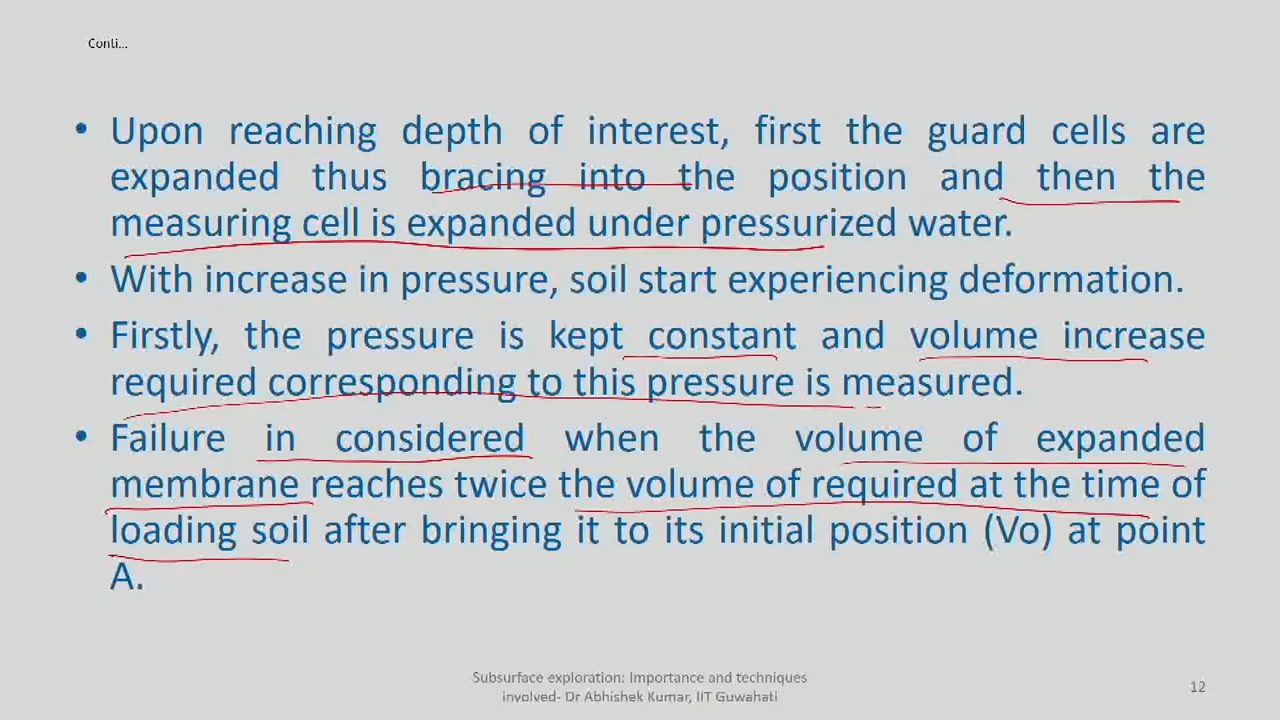 Conti...
• Upon reaching depth of interest, first the guard cells are
expanded thus bracing into the position and then the
measuring cell is expanded under pressurized water.
• With increase in pressure, soil start experiencing deformation.
• Firstly, the pressure is kept constant and volume increase
required corresponding to this pressure is measured.
• Failure in considered when the volume of expanded
membrane reaches twice the volume of required at the time of
loading soil after bringing it to its initial position (Vo) at point
A.
Subsurface exploration: Importance and techniques
involved- Dr Abhishek Kumar, IIT Guwahati
12